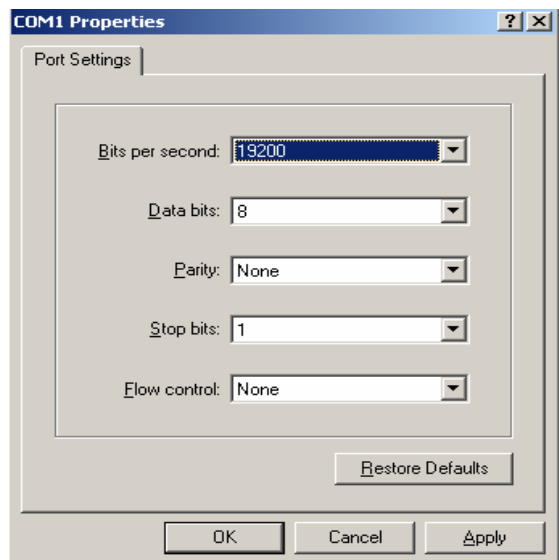 COM1 Properties
Port Settings
Bits per second: 19200
Data bits: 8
Parity: None
Stop bits: 1
Flow control: None
Restore Defaults
OK Cancel Apply